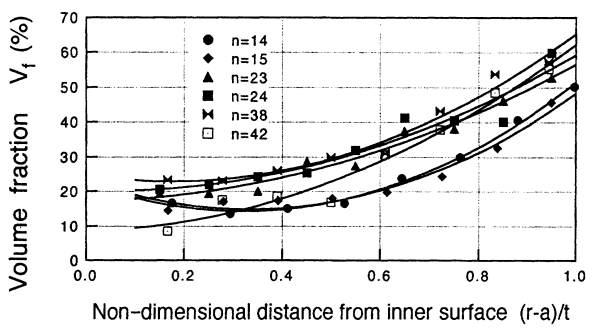 70
60
50
40
30
20
10
0
Volume fraction Vf (%)
n=14
n=15
n=23
n=24
n=38
n=42
0.0
0.2
0.4
0.6
0.8
1.0
Non-dimensional distance from inner surface (r-a)/t